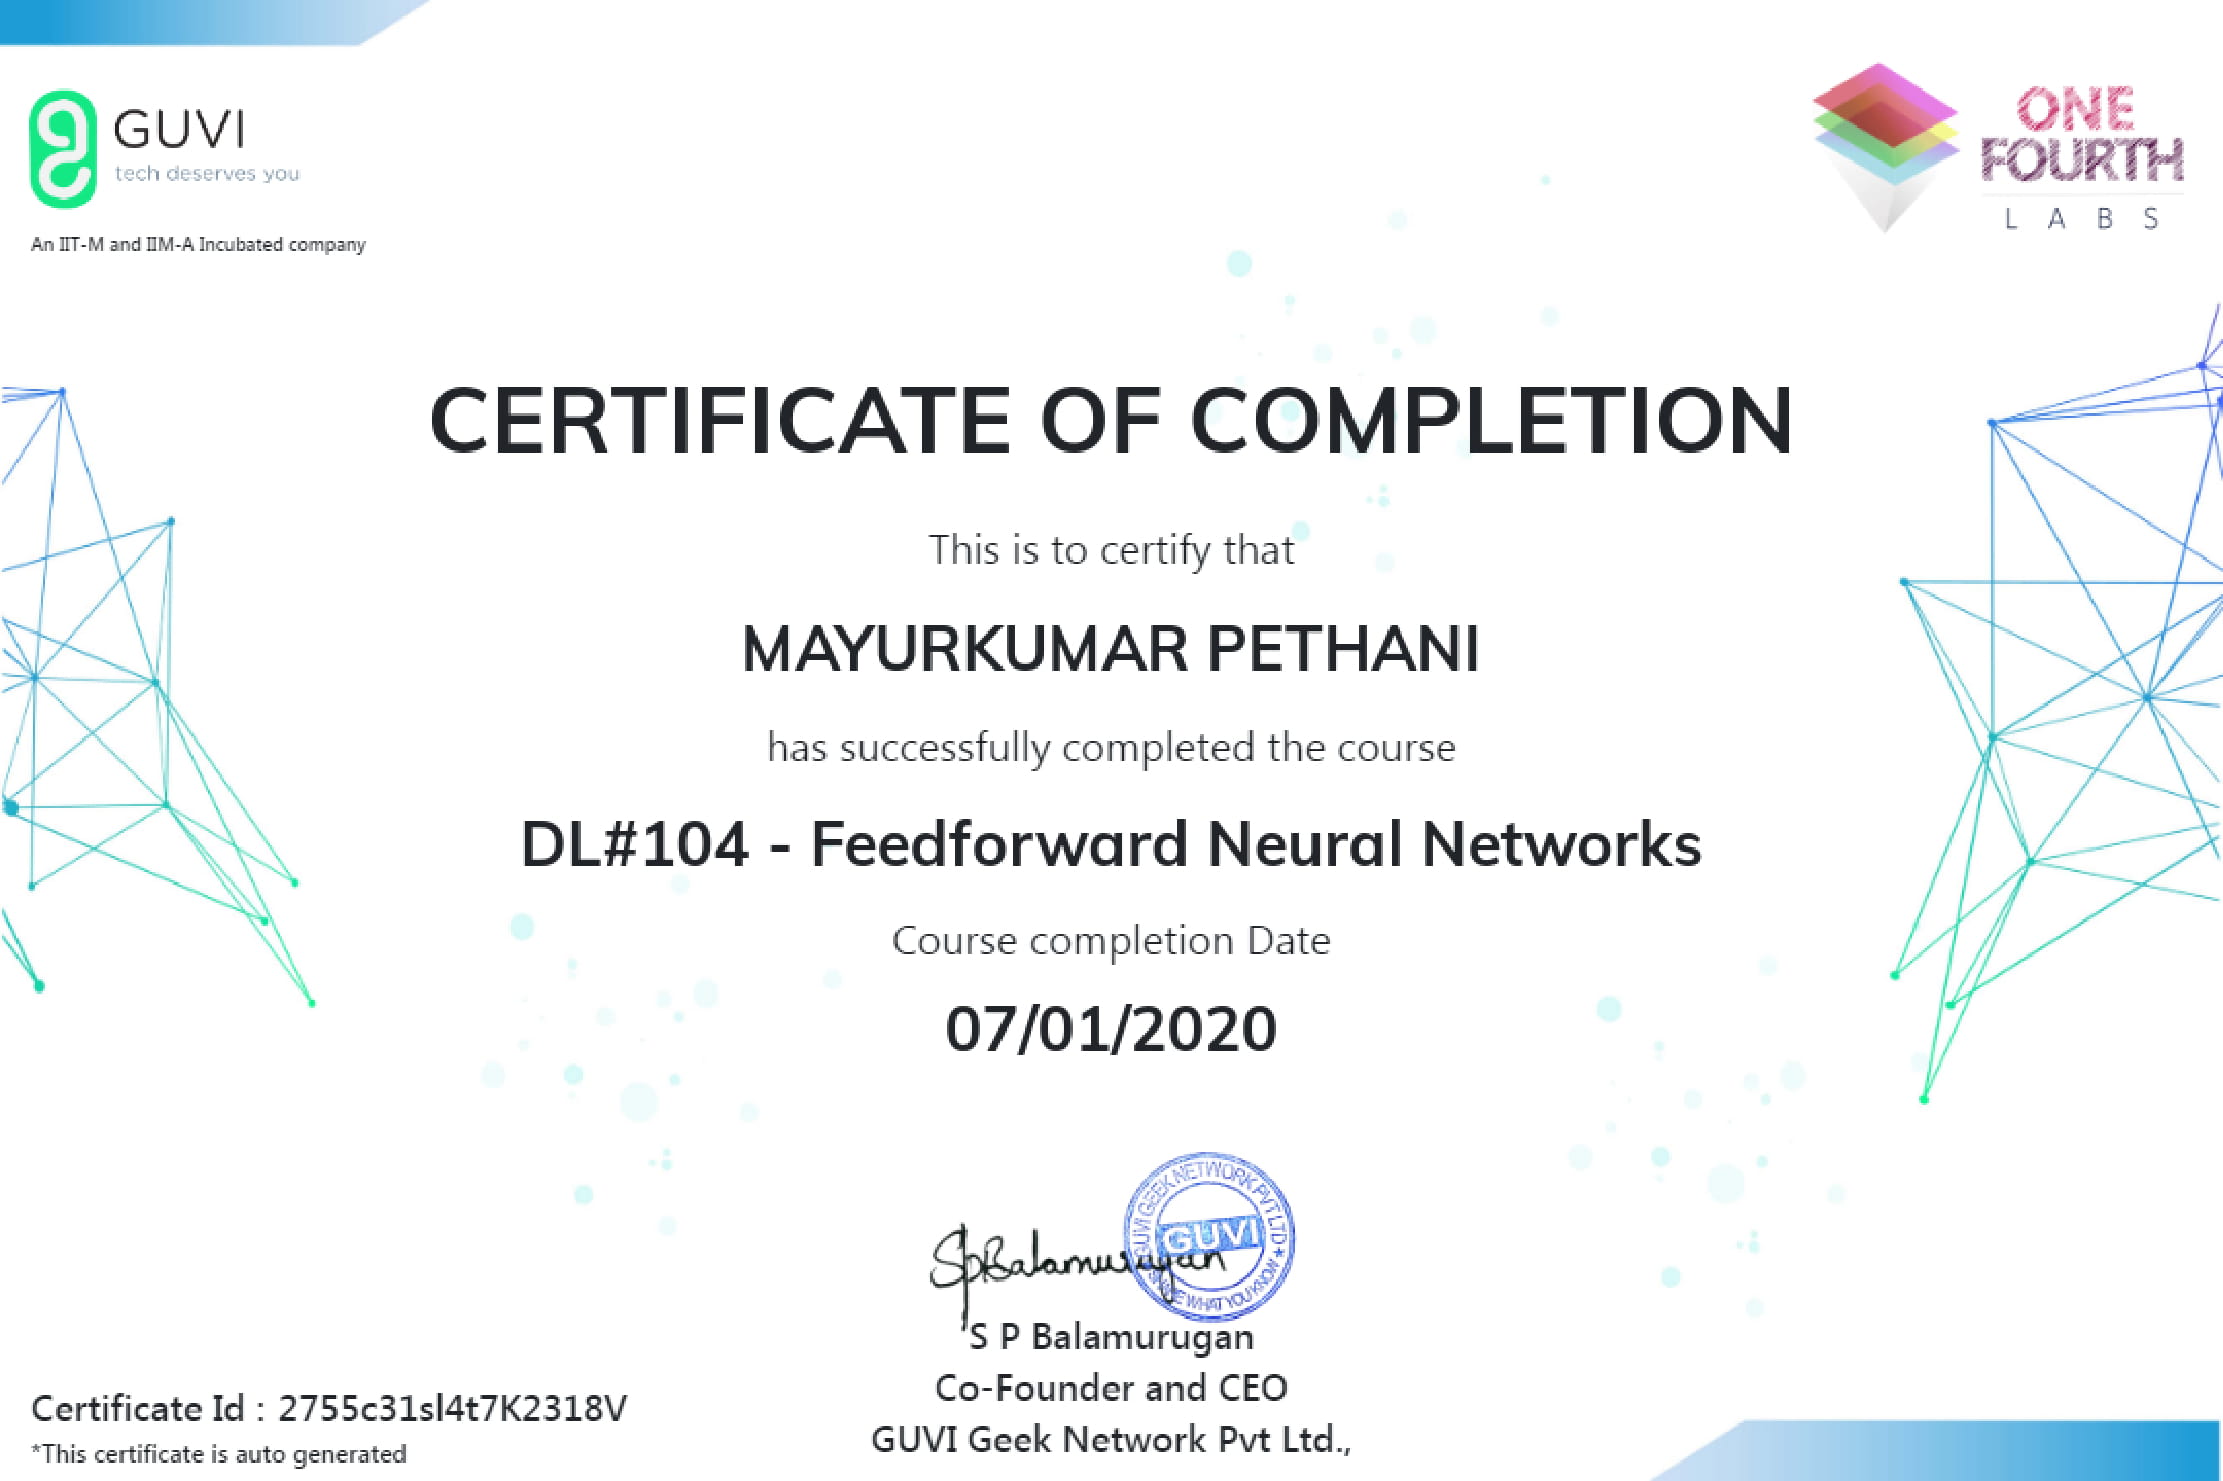 GUVI
tech deserves you
An IIT-M and IIM-A Incubated company
ONE
FOURTH
LABS
CERTIFICATE OF COMPLETION
This is to certify that
MAYURKUMAR PETHANI
has successfully completed the course
DL#104 - Feedforward Neural Networks
Course completion Date
07/01/2020
SPBalamurugan
GUVI GEEK NETWORK PVT LTD
GUVI
SHARE WHAT YOU KNOW
S P Balamurugan
Co-Founder and CEO
GUVI Geek Network Pvt Ltd.,
Certificate Id : 2755c31sl4t7K2318V
*This certificate is auto generated